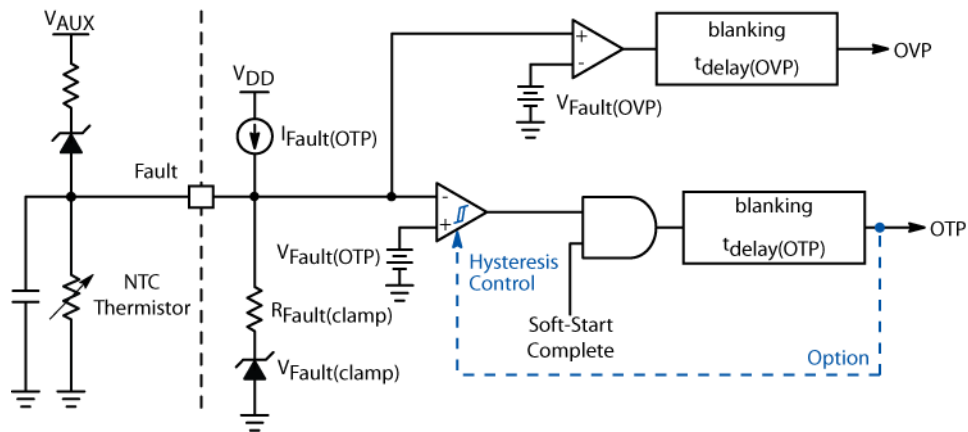 VAUX
blanking
tdelay(OVP)
OVP
+
-
VFault(OVP)
VDD
IFault(OTP)
Fault
-
+
VFault(OTP)
Hysteresis
Control
blanking
tdelay(OTP)
OTP
NTC
Thermistor
RFault(clamp)
VFault(clamp)
Soft-Start
Complete
Option